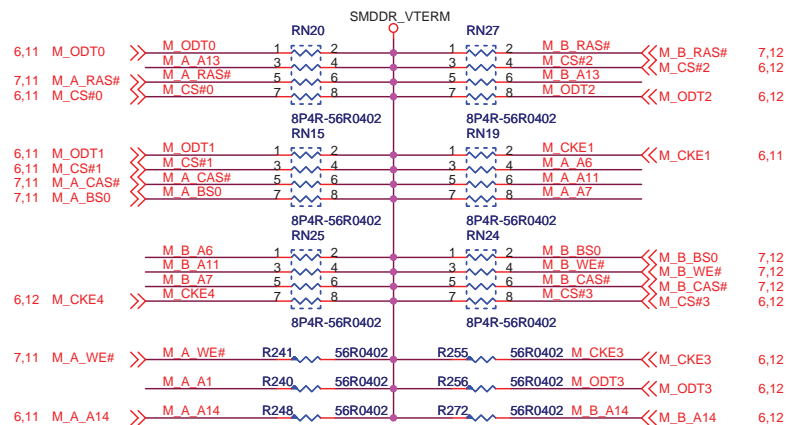 SMDDR_VTERM
RN20 RN27
6,11 M_ODT0 M_ODT0 1 2 1 2 M_B_RAS# M_B_RAS# 7,12
M_A_A13 3 4 3 4 M_CS#2 M_CS#2 6,12
7,11 M_A_RAS# M_A_RAS# 5 6 5 6 M_B_A13
6,11 M_CS#0 M_CS#0 7 8 7 8 M_ODT2 M_ODT2 6,12
8P4R-56R0402 8P4R-56R0402
RN15 RN19
6,11 M_ODT1 M_ODT1 1 2 1 2 M_CKE1 M_CKE1 6,11
6,11 M_CS#1 M_CS#1 3 4 3 4 M_A_A6
7,11 M_A_CAS# M_A_CAS# 5 6 5 6 M_A_A11
7,11 M_A_BS0 M_A_BS0 7 8 7 8 M_A_A7
8P4R-56R0402 8P4R-56R0402
RN25 RN24
M_B_A6 1 2 1 2 M_B_BS0 M_B_BS0 7,12
M_B_A11 3 4 3 4 M_B_WE# M_B_WE# 7,12
M_B_A7 5 6 5 6 M_B_CAS# M_B_CAS# 7,12
6,12 M_CKE4 M_CKE4 7 8 7 8 M_CS#3 M_CS#3 6,12
8P4R-56R0402 8P4R-56R0402
7,11 M_A_WE# M_A_WE# R241 56R0402 R255 56R0402 M_CKE3 M_CKE3 6,12
M_A_A1 R240 56R0402 R256 56R0402 M_ODT3 M_ODT3 6,12
6,11 M_A_A14 M_A_A14 R248 56R0402 R272 56R0402 M_B_A14 M_B_A14 6,12